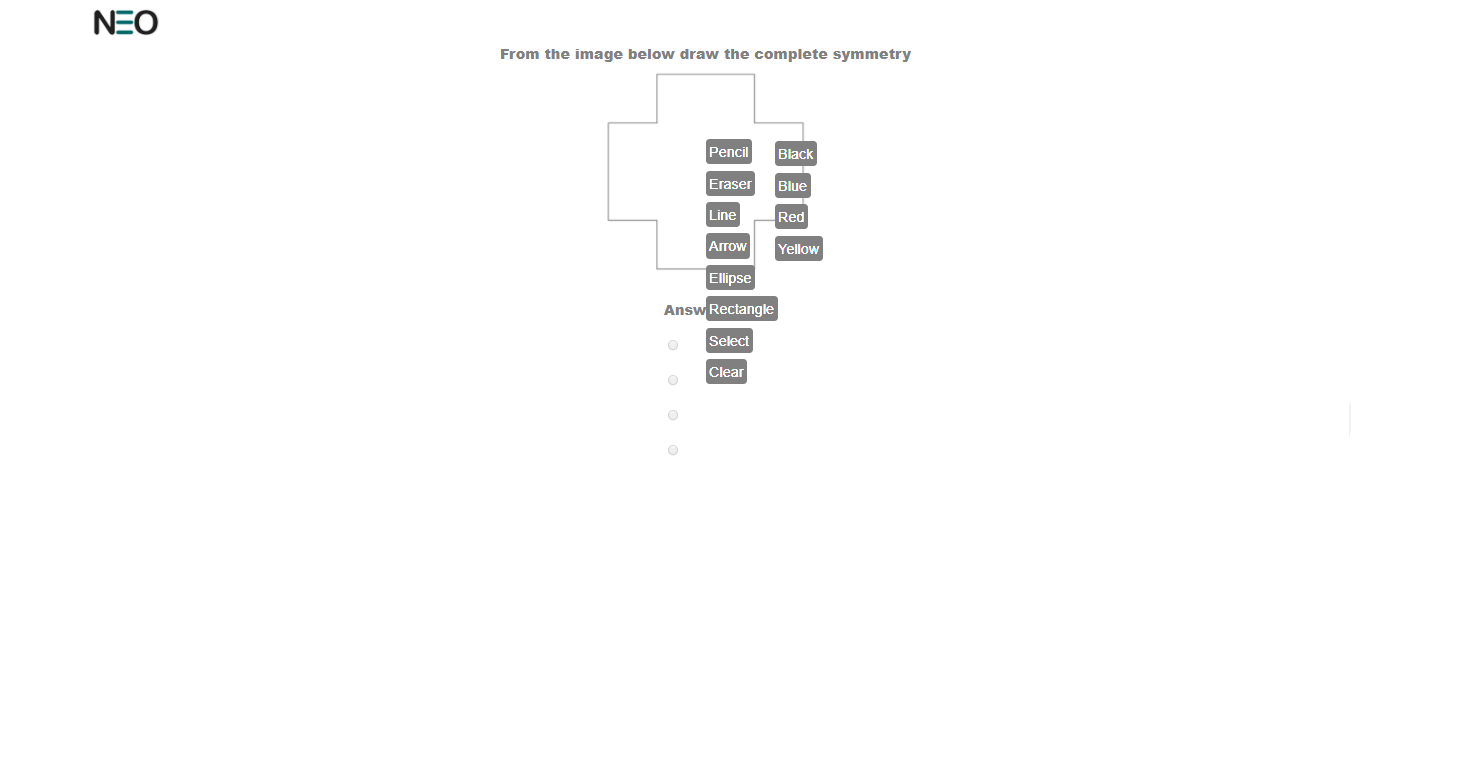 NEO
From the image below draw the complete symmetry
Pencil
Black
Eraser
Blue
Line
Red
Arrow
Yellow
Ellipse
Answ
Rectangle
Select
Clear